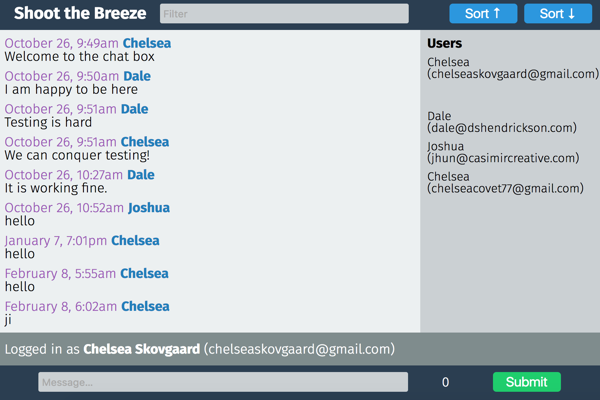 Shoot the Breeze
Filter
Sort ↑
Sort ↓
October 26, 9:49am Chelsea
Welcome to the chat box
October 26, 9:50am Dale
I am happy to be here
October 26, 9:51am Dale
Testing is hard
October 26, 9:51am Chelsea
We can conquer testing!
October 26, 10:27am Dale
It is working fine.
October 26, 10:52am Joshua
hello
January 7, 7:01pm Chelsea
hello
February 8, 5:55am Chelsea
hello
February 8, 6:02am Chelsea
ji
Users
Chelsea
(chelseaskovgaard@gmail.com)
Dale
(dale@dshendrickson.com)
Joshua
(jhun@casimircreative.com)
Chelsea
(chelseacovet77@gmail.com)
Logged in as Chelsea Skovgaard (chelseaskovgaard@gmail.com)
Message...
0
Submit